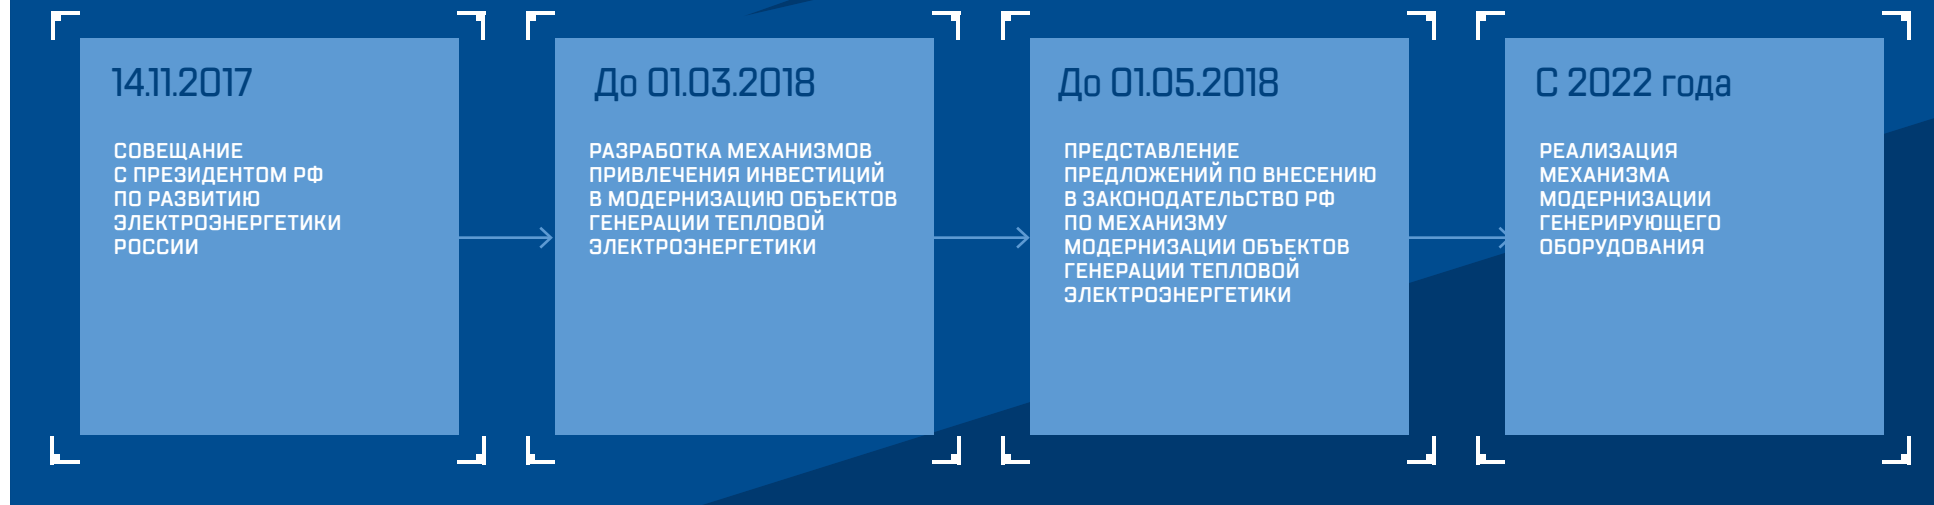 14.11.2017
СОВЕЩАНИЕ
С ПРЕЗИДЕНТОМ РФ
ПО РАЗВИТИЮ
ЭЛЕКТРОЭНЕРГЕТИКИ
РОССИИ
До 01.03.2018
РАЗРАБОТКА МЕХАНИЗМОВ
ПРИВЛЕЧЕНИЯ ИНВЕСТИЦИЙ
В МОДЕРНИЗАЦИЮ ОБЪЕКТОВ
ГЕНЕРАЦИИ ТЕПЛОВОЙ
ЭЛЕКТРОЭНЕРГЕТИКИ
До 01.05.2018
ПРЕДСТАВЛЕНИЕ
ПРЕДЛОЖЕНИЙ ПО ВНЕСЕНИЮ
В ЗАКОНОДАТЕЛЬСТВО РФ
ПО МЕХАНИЗМУ
МОДЕРНИЗАЦИИ ОБЪЕКТОВ
ГЕНЕРАЦИИ ТЕПЛОВОЙ
ЭЛЕКТРОЭНЕРГЕТИКИ
С 2022 года
РЕАЛИЗАЦИЯ
МЕХАНИЗМА
МОДЕРНИЗАЦИИ
ГЕНЕРИРУЮЩЕГО
ОБОРУДОВАНИЯ